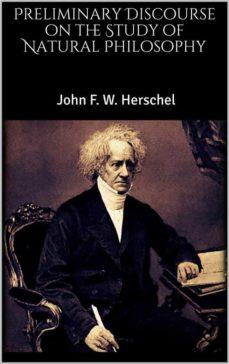 PRELIMINARY DISCOURSE
ON THE STUDY OF
NATURAL PHILOSOPHY
John F. W. Herschel